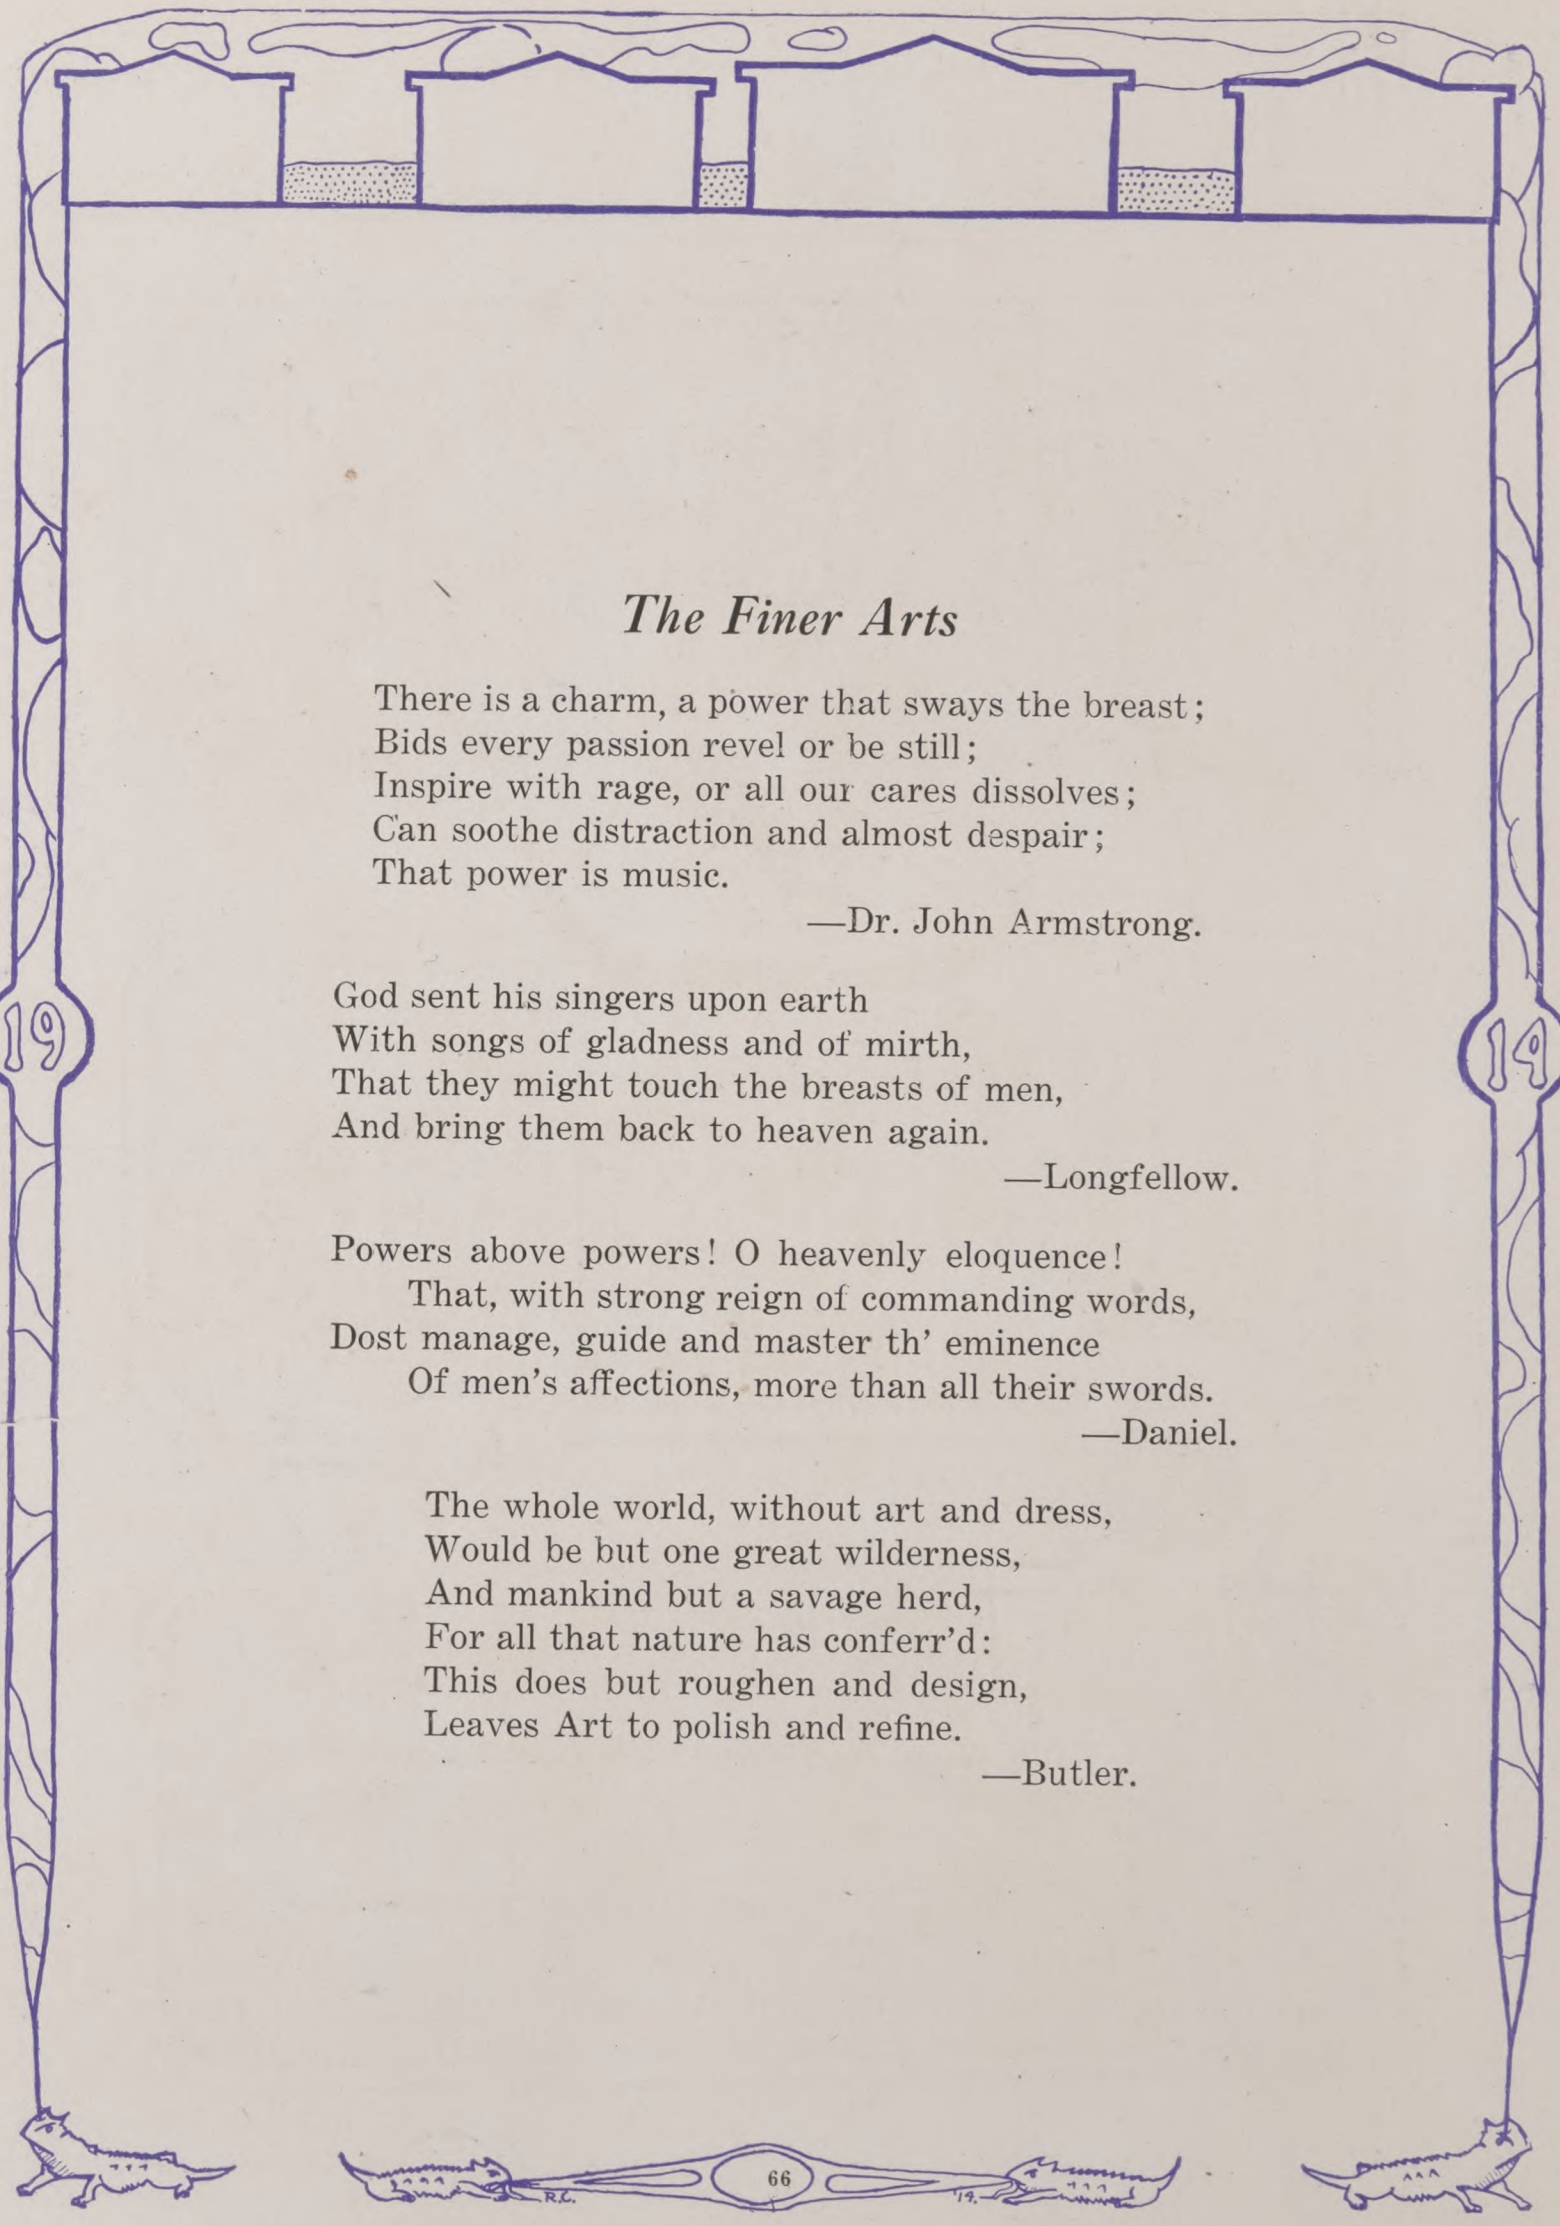 The Finer Arts
There is a charm, a power that sways the breast;
Bids every passion revel or be still;
Inspire with rage, or all our cares dissolves;
Can soothe distraction and almost despair;
That power is music.
—Dr. John Armstrong.
God sent his singers upon earth
With songs of gladness and of mirth,
That they might touch the breasts of men,
And bring them back to heaven again.
—Longfellow.
Powers above powers! O heavenly eloquence!
That, with strong reign of commanding words,
Dost manage, guide and master th' eminence
Of men's affections, more than all their swords.
—Daniel.
The whole world, without art and dress,
Would be but one great wilderness,
And mankind but a savage herd,
For all that nature has conferr'd:
This does but roughen and design,
Leaves Art to polish and refine.
—Butler.
19
14
R.C.
66
'14.